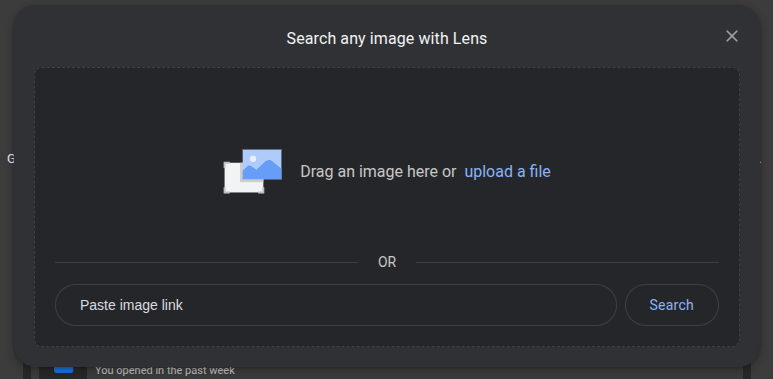 Search any image with Lens
G
Drag an image here or upload a file
OR
Paste image link
Search
You opened in the past week